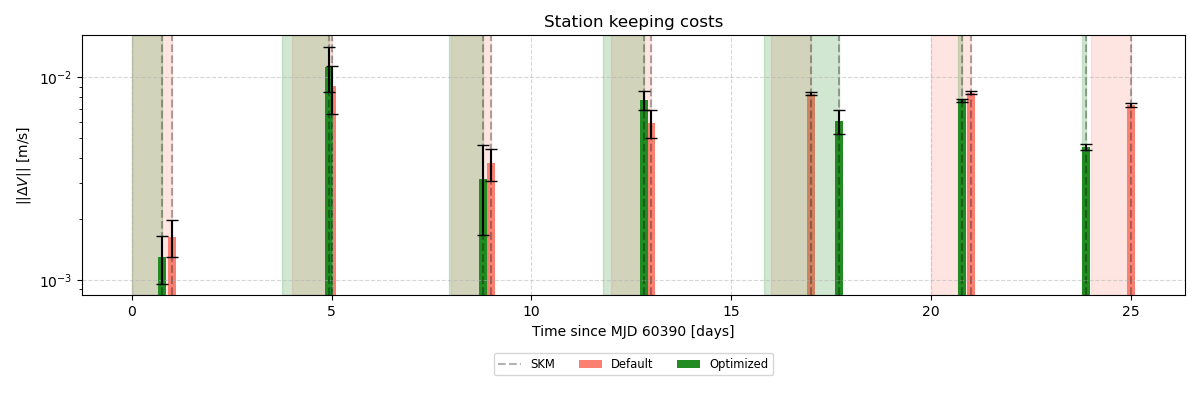 Station keeping costs
10⁻²
10⁻³
||ΔV|| [m/s]
0 5 10 15 20 25
Time since MJD 60390 [days]
SKM Default Optimized